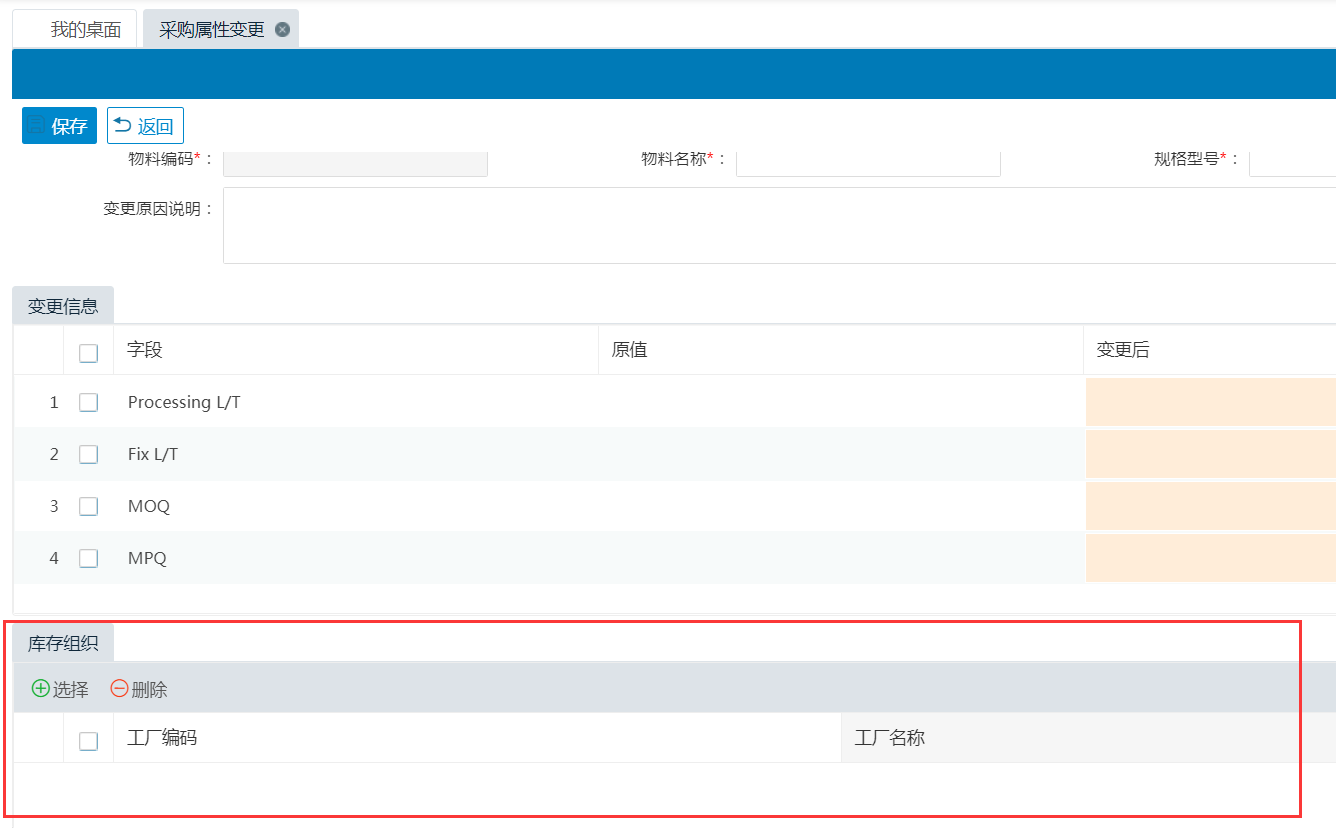 我的桌面 采购属性变更
保存 返回
物料编码*： 物料名称*： 规格型号*：
变更原因说明：
变更信息
字段 原值 变更后
1 Processing L/T
2 Fix L/T
3 MOQ
4 MPQ
库存组织
选择 删除
工厂编码 工厂名称